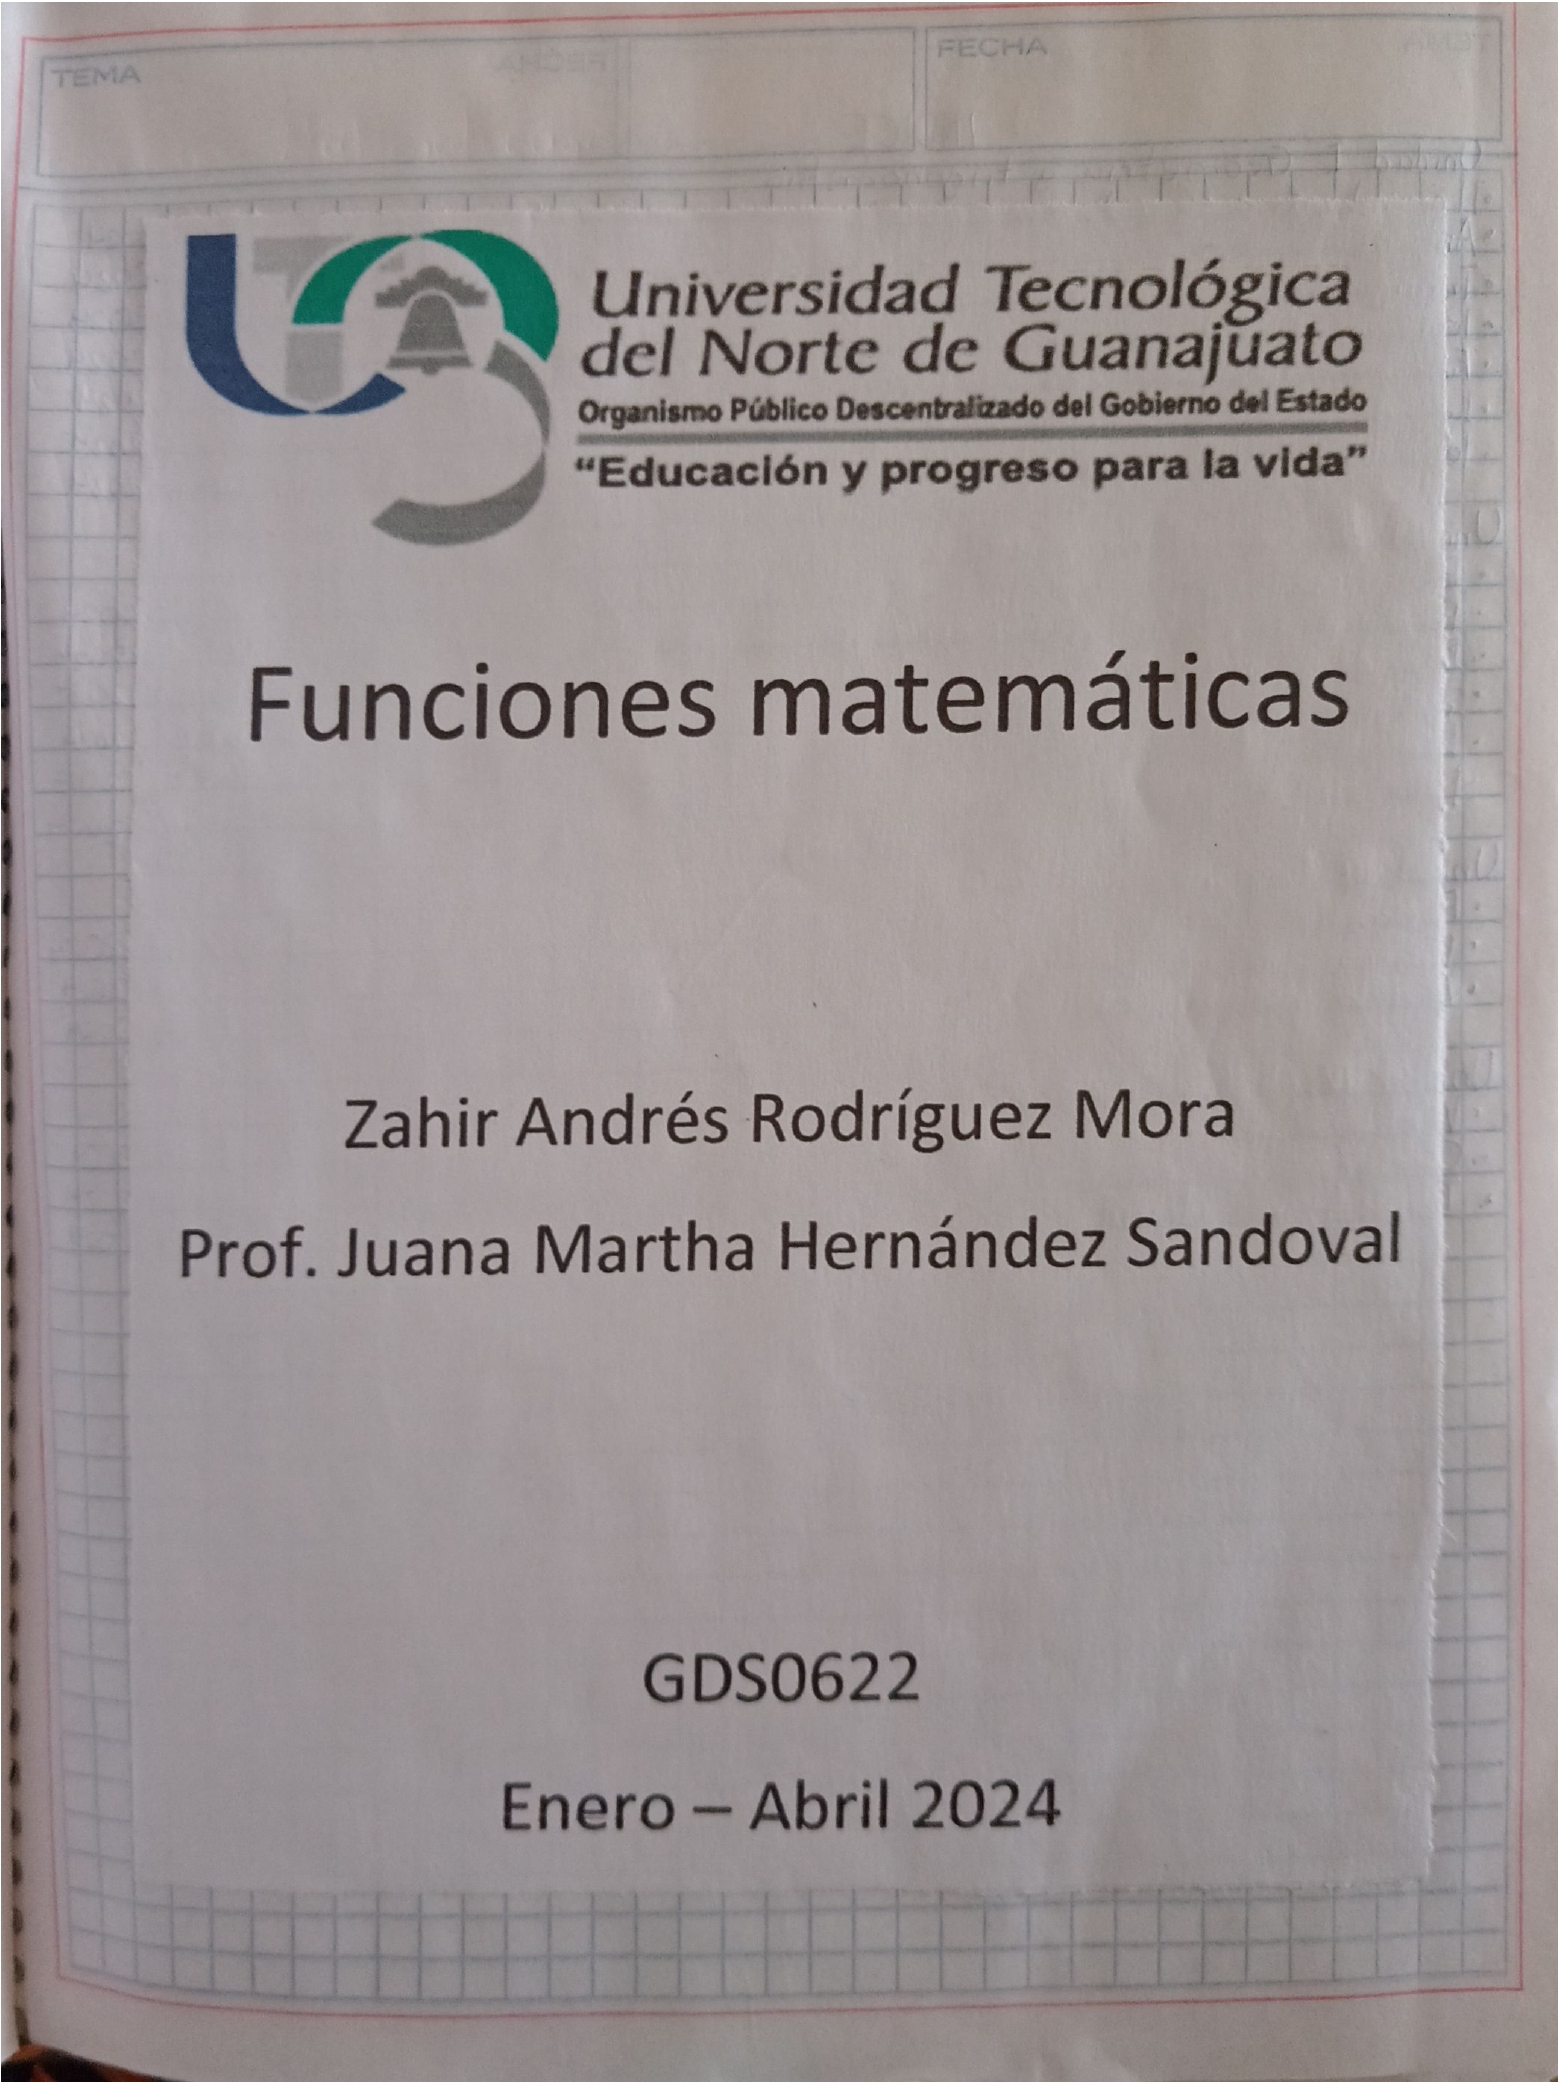 TEMA
FECHA
Universidad Tecnológica
del Norte de Guanajuato
Organismo Público Descentralizado del Gobierno del Estado
“Educación y progreso para la vida”
Funciones matemáticas
Zahir Andrés Rodríguez Mora
Prof. Juana Martha Hernández Sandoval
GDS0622
Enero – Abril 2024